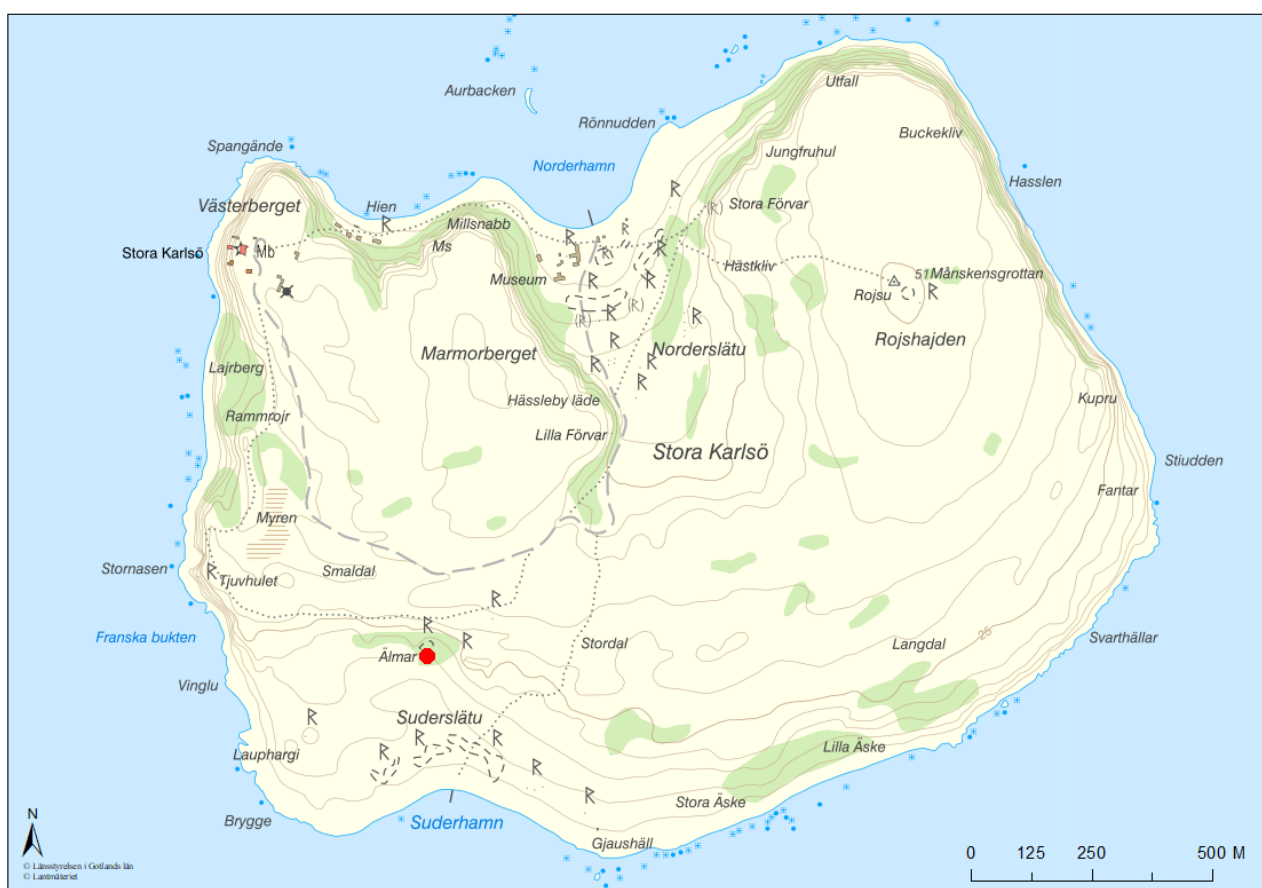 Utfall
Aurbacken
Rönnudden
Buckekliv
Spangände
Jungfruhul
Norderhamn
Hasslen
Västerberget
Hien
Stora Förvar
(R)
Millsnabb
R
R
R
Stora Karlsö
Mb
Ms
R
R
R
Hästkliv
51
Månskensgrottan
Museum
R
R
Rojsu
R
(R)
(R)
R
R
Norderslätu
Rojshajden
Marmorberget
R
R
Lajrberg
R
Hässleby läde
Kupru
Rammrojr
Lilla Förvar
Stora Karlsö
Stiudden
Fantar
Myren
Stornasen
R
Tjuvhulet
Smaldal
R
Franska bukten
R
R
Stordal
25
Langdal
Svarthällar
Älmar
Vinglu
R
Suderslätu
R
R
R
Lauphargi
Lilla Äske
R
R
Stora Äske
Brygge
Suderhamn
Gjaushäll
N
© Länsstyrelsen i Gotlands län
© Lantmäteriet
0 125 250 500 M